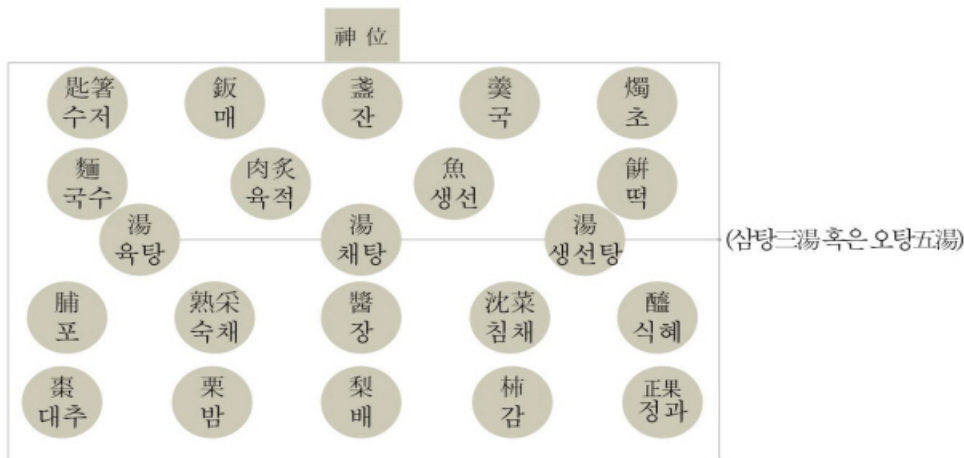 神 位
匙箸 鈑 盞 羹 燭
수저 매 잔 국 초
麵 肉炙 魚 餠
국수 육적 생선 떡
湯 湯 湯
육탕 채탕 생선탕 (삼탕三湯 혹은 오탕五湯)
脯 熟采 醬 沈菜 醯
포 숙채 장 침채 식혜
棗 栗 梨 枾 正果
대추 밤 배 감 정과